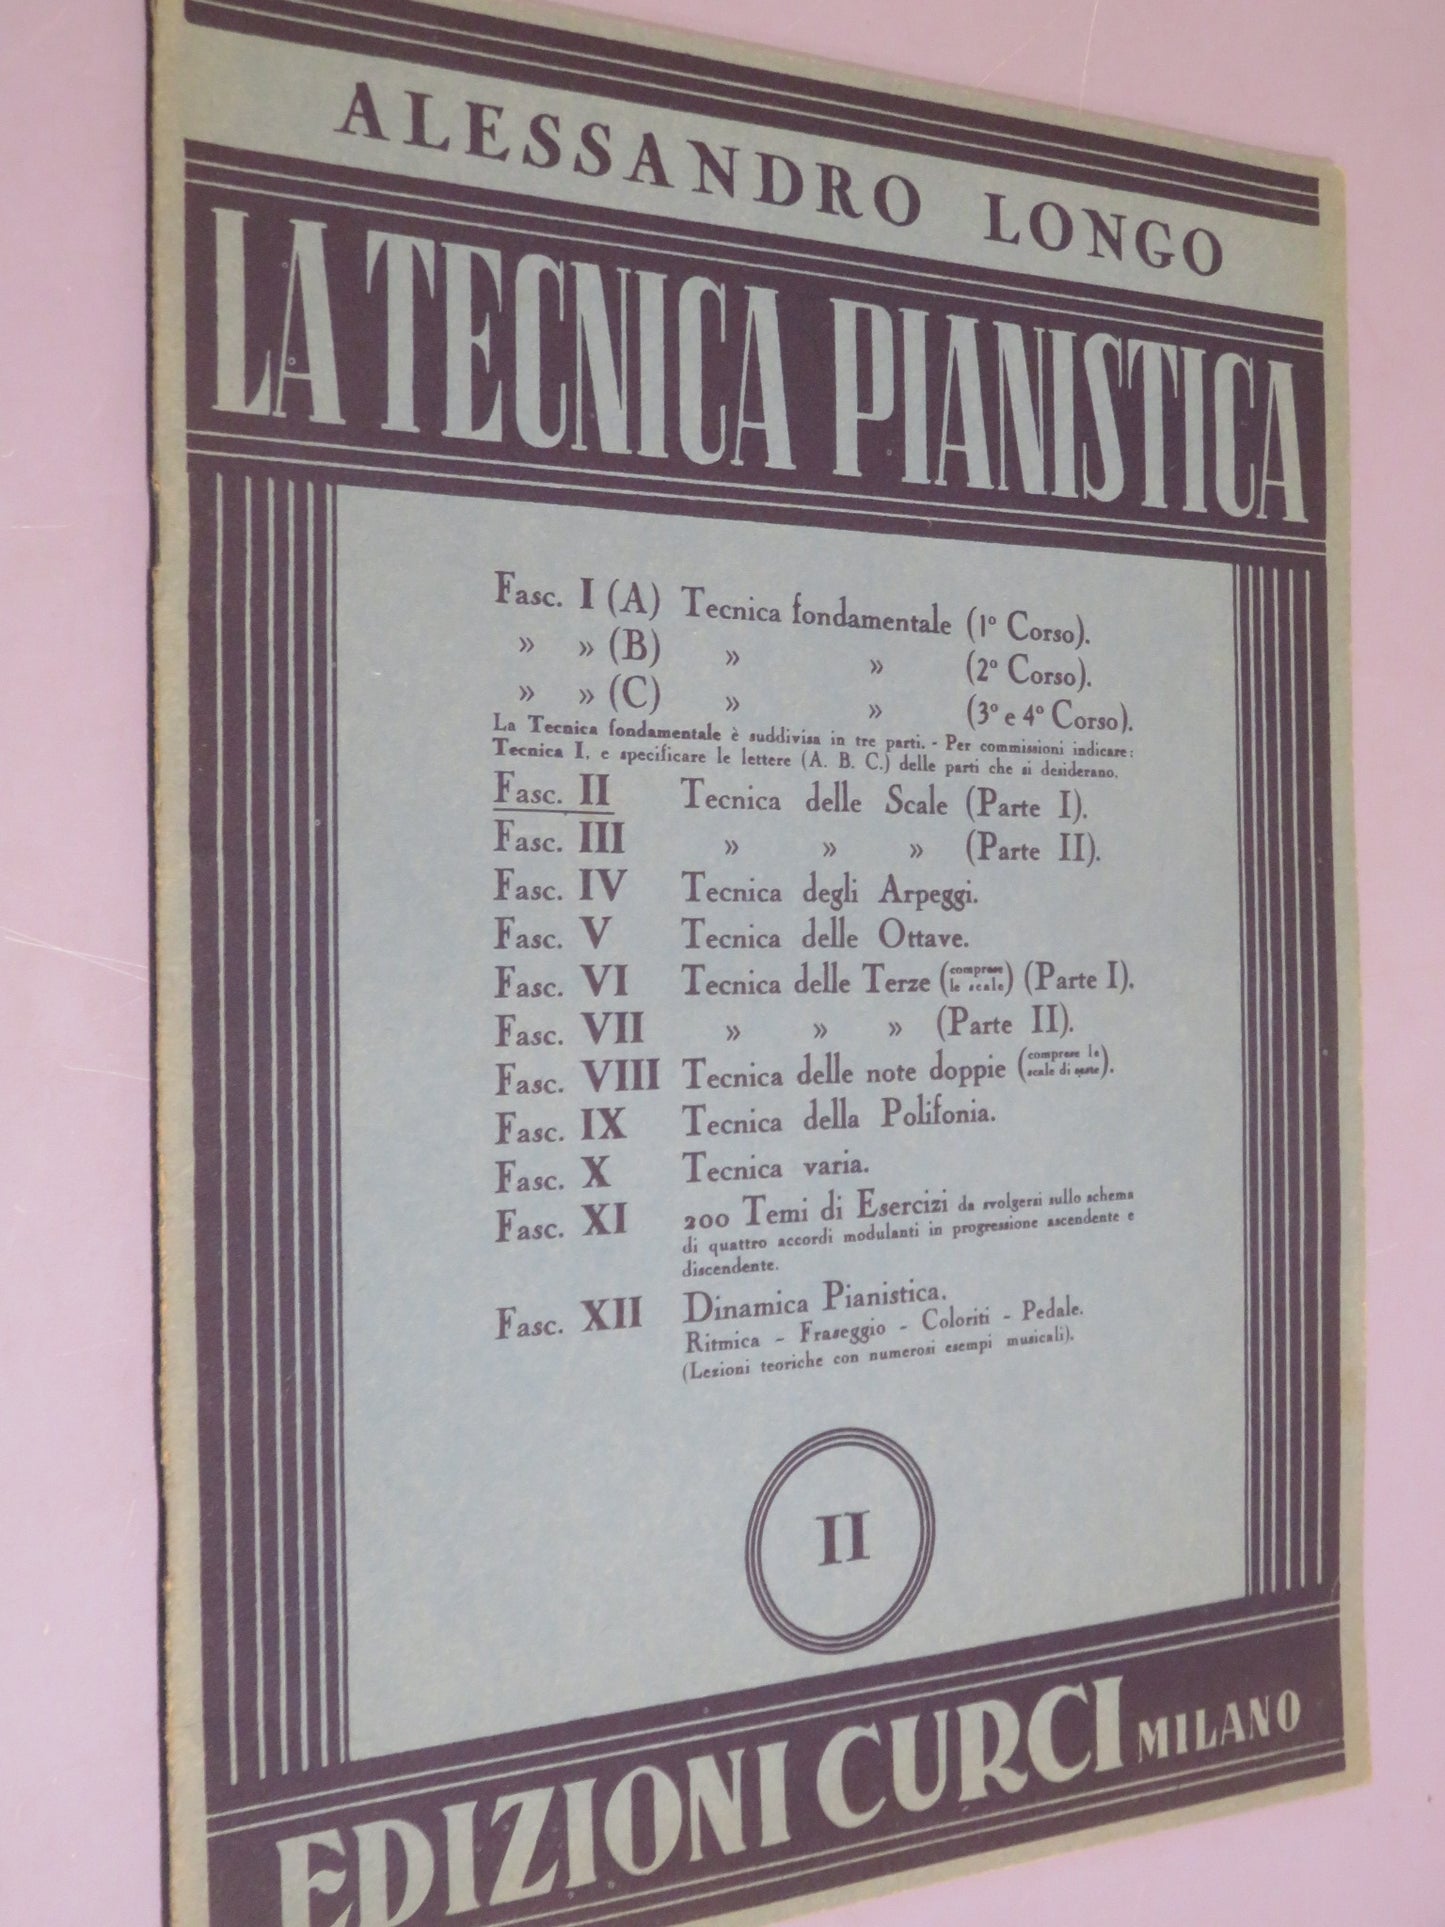 ALESSANDRO LONGO
LA TECNICA PIANISTICA
Fasc. I (A) Tecnica fondamentale (1º Corso).
» » (B) » » (2º Corso).
» » (C) » » (3º e 4º Corso).
La Tecnica fondamentale è suddivisa in tre parti. - Per commissioni indicare:
Tecnica I, e specificare le lettere (A. B. C.) delle parti che si desiderano.
Fasc. II Tecnica delle Scale (Parte I).
Fasc. III » » » (Parte II).
Fasc. IV Tecnica degli Arpeggi.
Fasc. V Tecnica delle Ottave.
Fasc. VI Tecnica delle Terze (comprese le scale) (Parte I).
Fasc. VII » » » (Parte II).
Fasc. VIII Tecnica delle note doppie (comprese le scale di seste).
Fasc. IX Tecnica della Polifonia.
Fasc. X Tecnica varia.
Fasc. XI 200 Temi di Esercizi da svolgersi sullo schema
di quattro accordi modulanti in progressione ascendente e
discendente.
Fasc. XII Dinamica Pianistica.
Ritmica - Fraseggio - Coloriti - Pedale.
(Lezioni teoriche con numerosi esempi musicali).
II
EDIZIONI CURCI MILANO